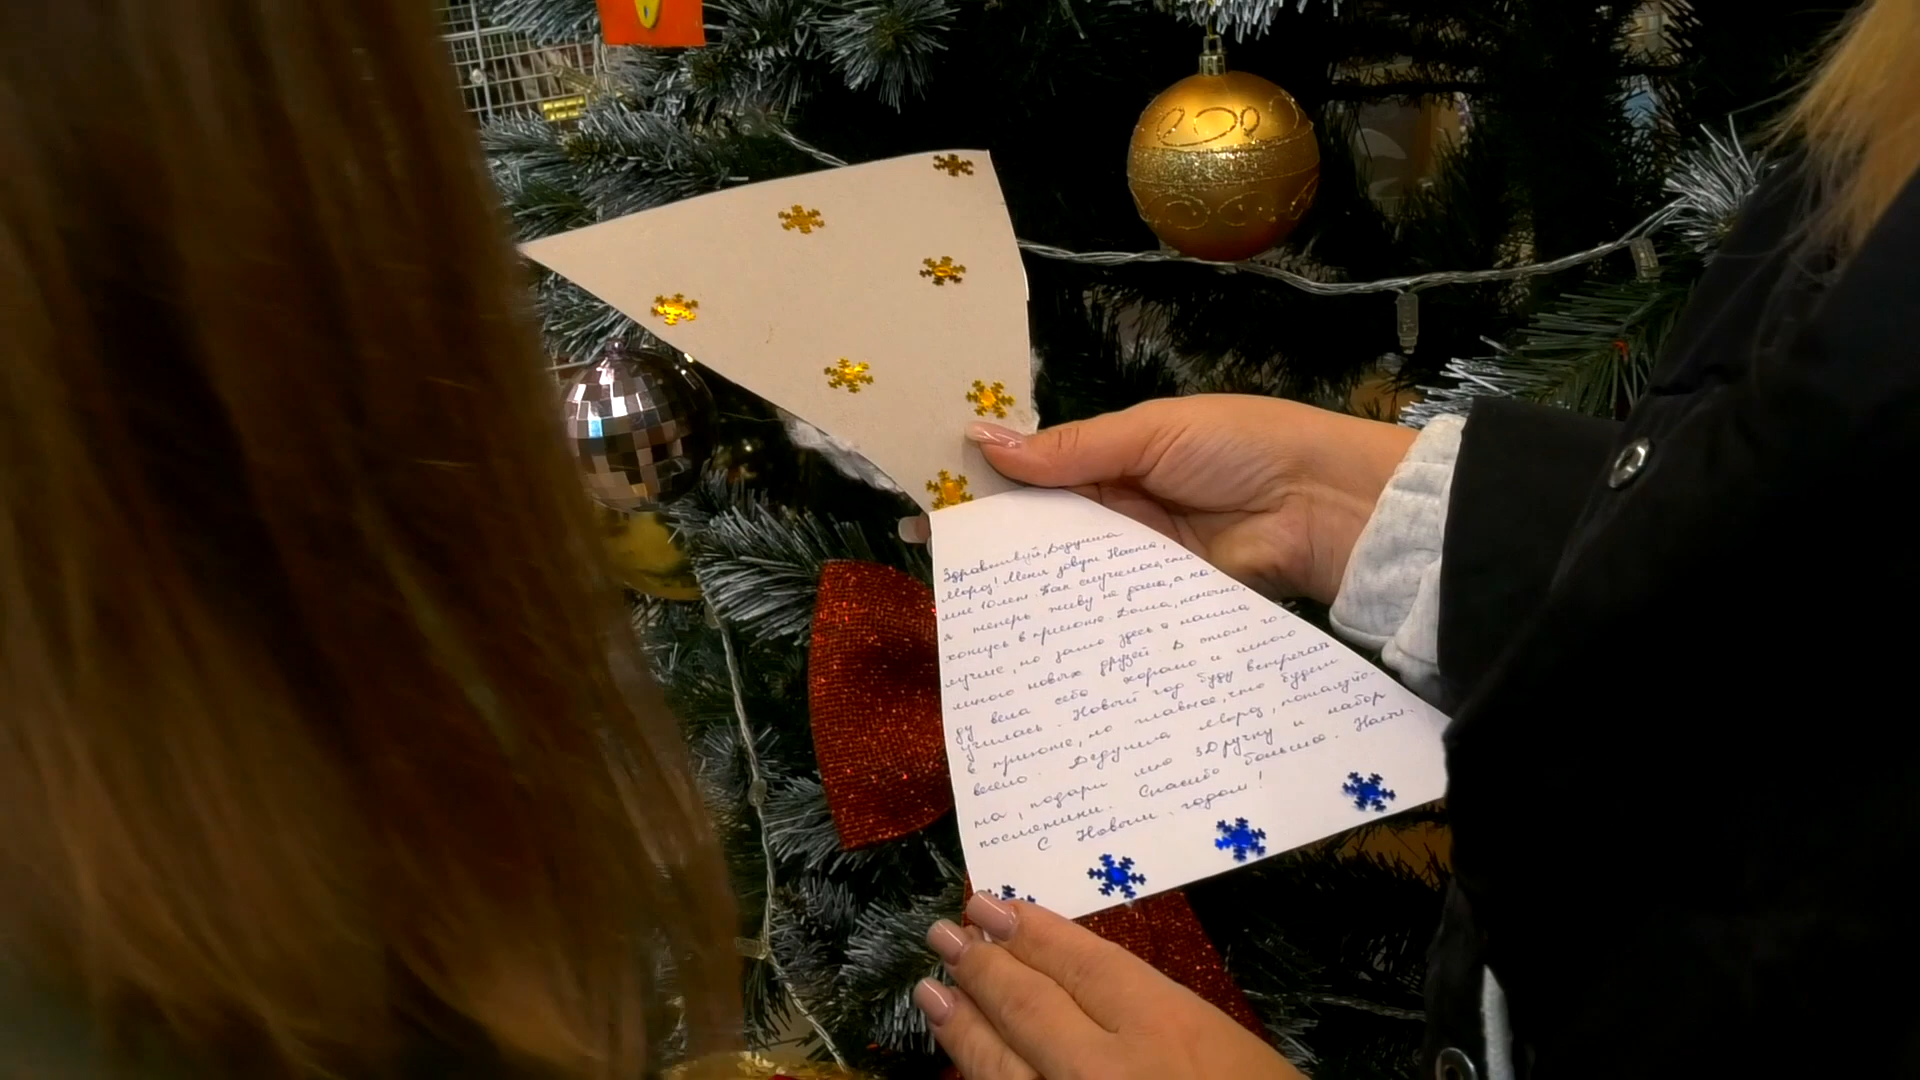 Здравствуй, Дедушка
Мороз! Меня зовут Настя,
мне 10 лет. Так случилось, что
я теперь живу не дома, а на-
хожусь в приюте. Дома, конечно,
лучше, но зато здесь я нашла
много новых друзей. В этом го-
ду вела себя хорошо и много
училась. Новый год буду встречать
в приюте, но главное, что будет
весело. Дедушка Мороз, пожалуйс-
та, подари мне 3D ручку и набор
послепими. Спасибо большое. Настя.
С Новым годом!